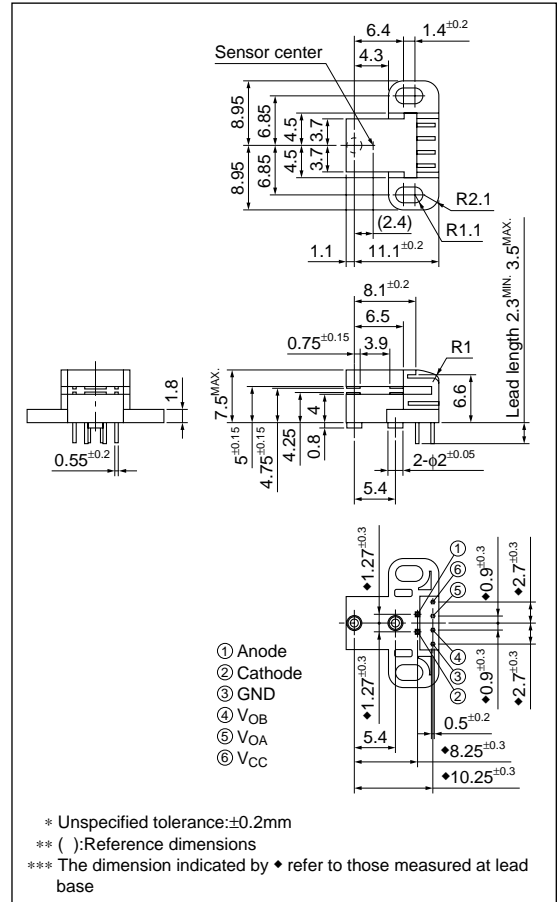 6.4
1.4±0.2
Sensor center
4.3
8.95
6.85
4.5
3.7
8.95
6.85
4.5
3.7
R2.1
R1.1
(2.4)
1.1
11.1±0.2
8.1±0.2
6.5
0.75±0.15
3.9
R1
Lead length 2.3MIN. 3.5MAX.
1.8
7.5MAX.
5±0.15
4.75±0.15
4.25
0.8
4
6.6
0.55±0.2
2-φ2±0.05
5.4
◆1.27±0.3
◆1.27±0.3
①
⑥
⑤
④
③
②
◆0.9±0.3
◆2.7±0.3
◆0.9±0.3
◆2.7±0.3
① Anode
② Cathode
③ GND
④ VOB
⑤ VOA
⑥ VCC
0.5±0.2
5.4
◆8.25±0.3
◆10.25±0.3
* Unspecified tolerance:±0.2mm
** ( ):Reference dimensions
*** The dimension indicated by ◆ refer to those measured at lead
base